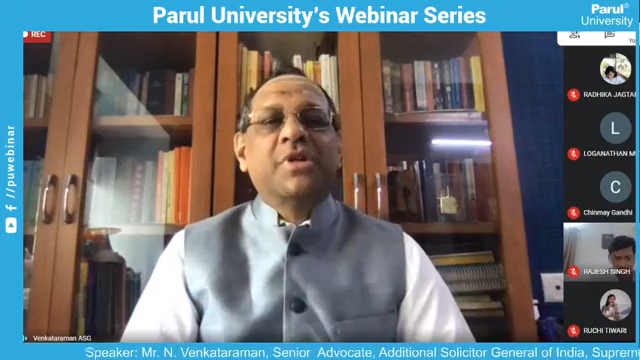 Parul University's Webinar Series
Parul®
University
REC
Yo
RADHIKA JAGTAP
L
LOGANATHAN M
C
Chinmay Gandhi
RAJESH SINGH
RUCHI TIWARI
f //puwebinar
Venkataraman ASG
Speaker: Mr. N. Venkataraman, Senior Advocate, Additional Solicitor General of India, Suprem